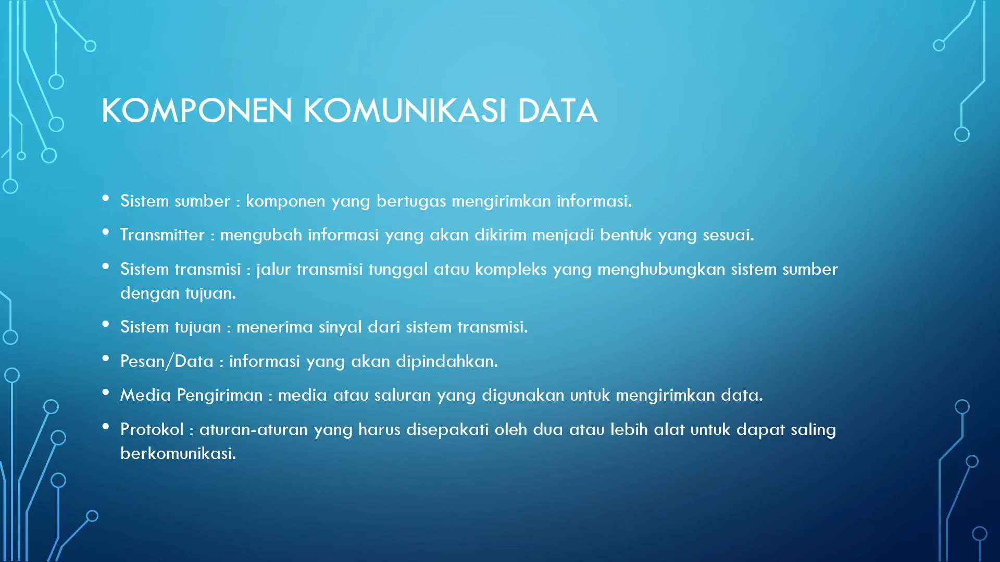 KOMPONEN KOMUNIKASI DATA
• Sistem sumber : komponen yang bertugas mengirimkan informasi.
• Transmitter : mengubah informasi yang akan dikirim menjadi bentuk yang sesuai.
• Sistem transmisi : jalur transmisi tunggal atau kompleks yang menghubungkan sistem sumber
dengan tujuan.
• Sistem tujuan : menerima sinyal dari sistem transmisi.
• Pesan/Data : informasi yang akan dipindahkan.
• Media Pengiriman : media atau saluran yang digunakan untuk mengirimkan data.
• Protokol : aturan-aturan yang harus disepakati oleh dua atau lebih alat untuk dapat saling
berkomunikasi.